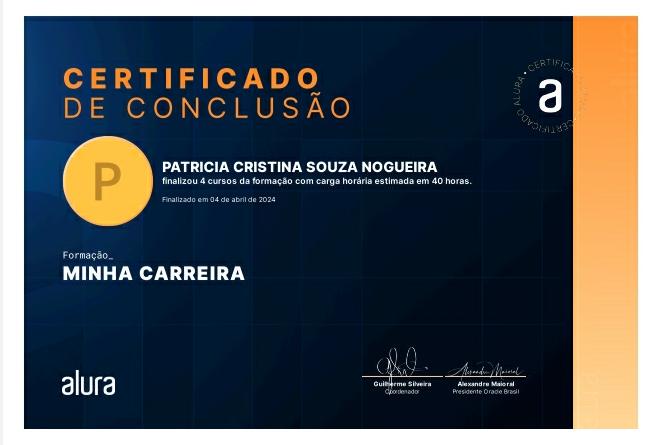 CERTIFICADO
DE CONCLUSÃO
CERTIFICADO ALURA • CERTIFICA
a
P
PATRICIA CRISTINA SOUZA NOGUEIRA
finalizou 4 cursos da formação com carga horária estimada em 40 horas.
Finalizado em 04 de abril de 2024
Formação_
MINHA CARREIRA
alura
Guilherme Silveira
Coordenador
Alexandre Maioral
Presidente Oracle Brasil